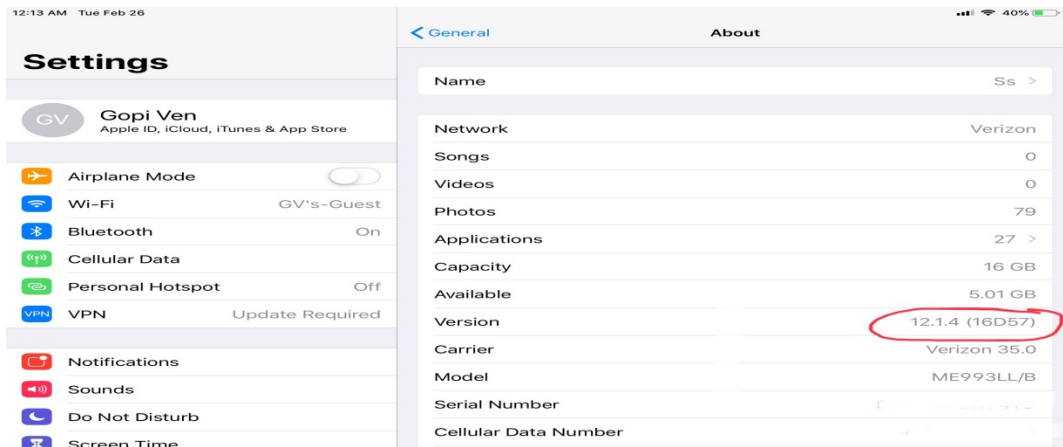 12:13 AM Tue Feb 26
40%
Settings
GV
Gopi Ven
Apple ID, iCloud, iTunes & App Store
Airplane Mode
Wi-Fi GV's-Guest
Bluetooth On
Cellular Data
Personal Hotspot Off
VPN VPN Update Required
Notifications
Sounds
Do Not Disturb
Screen Time
General About
Name Ss
Network Verizon
Songs 0
Videos 0
Photos 79
Applications 27
Capacity 16 GB
Available 5.01 GB
Version 12.1.4 (16D57)
Carrier Verizon 35.0
Model ME993LL/B
Serial Number
Cellular Data Number